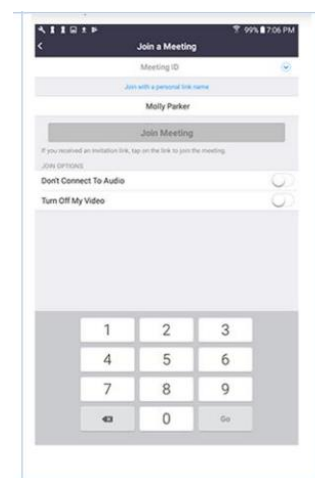 99% 7:06 PM
Join a Meeting
Meeting ID
Join with a personal link name
Molly Parker
Join Meeting
If you received an invitation link, tap on the link to join the meeting.
JOIN OPTIONS
Don't Connect To Audio
Turn Off My Video
1 2 3
4 5 6
7 8 9
0 Go